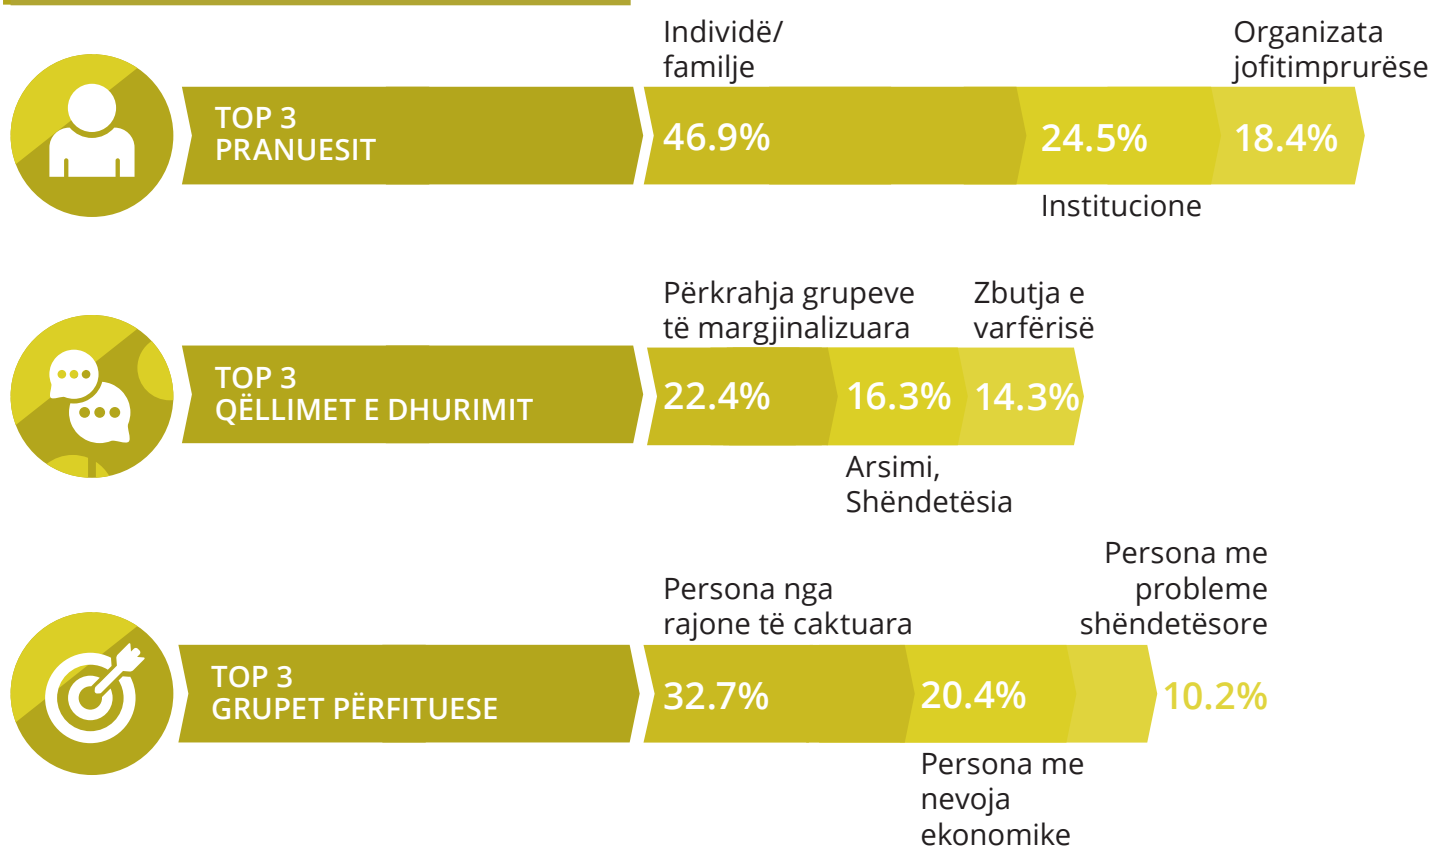 Individë/
familje
Organizata
jofitimprurëse
TOP 3
PRANUESIT
46.9%
24.5%
18.4%
Institucione
Përkrahja grupeve
të margjinalizuara
Zbutja e
varfërisë
TOP 3
QËLLIMET E DHURIMIT
22.4%
16.3%
14.3%
Arsimi,
Shëndetësia
Persona nga
rajone të caktuara
Persona me
probleme
shëndetësore
TOP 3
GRUPET PËRFITUESE
32.7%
20.4%
10.2%
Persona me
nevoja
ekonomike